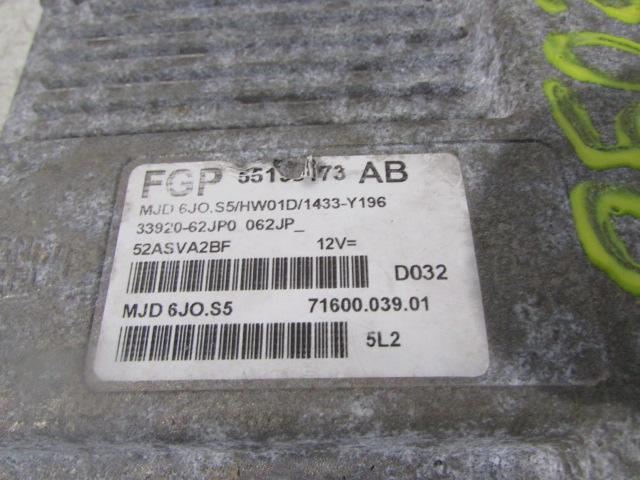 FGP AB
MJD 6JO.S5/HW01D/1433-Y196
33920-62JP0 062JP_
52ASVA2BF 12V=
D032
MJD 6JO.S5 71600.039.01
5L2